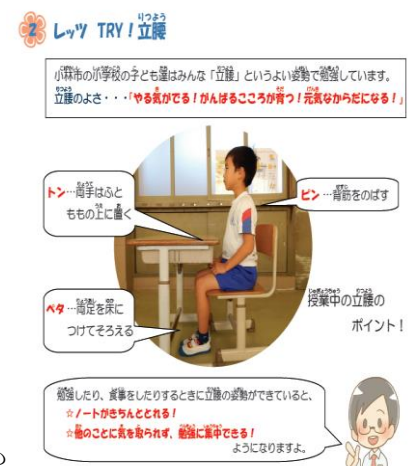 2 レッツ TRY！立腰
りつよう
小林市の小学校の子ども達はみんな「立腰」というよい姿勢で勉強しています。
立腰のよさ・・・「やる気がでる！がんばるこころが育つ！元気なからだになる！」
トン…両手はふと
ももの上に置く
ピン…背筋をのばす
ペタ…両足を床に
つけてそろえる
授業中の立腰の
ポイント！
勉強したり、食事をしたりするときに立腰の姿勢ができていると、
☆ノートがきちんととれる！
☆他のことに気を取られず、勉強に集中できる！
ようになりますよ。